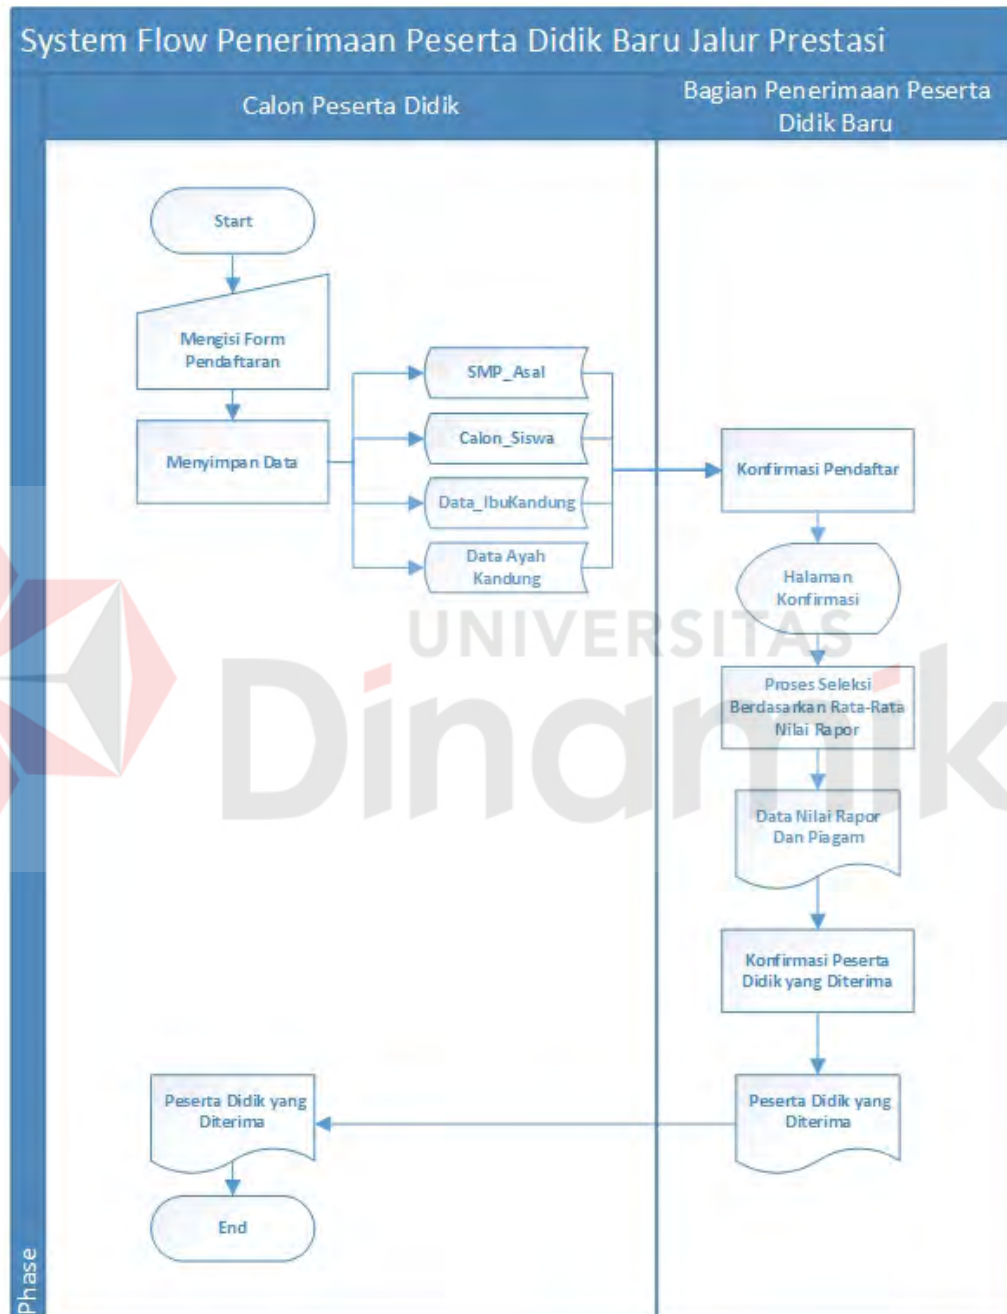 System Flow Penerimaan Peserta Didik Baru Jalur Prestasi
Calon Peserta Didik
Bagian Penerimaan Peserta
Didik Baru
Start
Mengisi Form
Pendaftaran
Menyimpan Data
SMP_Asal
Calon_Siswa
Data_IbuKandung
Data Ayah
Kandung
Konfirmasi Pendaftar
Halaman
Konfirmasi
Proses Seleksi
Berdasarkan Rata-Rata
Nilai Rapor
Data Nilai Rapor
Dan Piagam
Konfirmasi Peserta
Didik yang Diterima
Peserta Didik yang
Diterima
Peserta Didik yang
Diterima
End
Phase
UNIVERSITAS
Dinamik